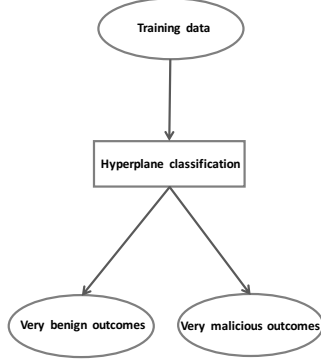 Training data
Hyperplane classification
Very benign outcomes
Very malicious outcomes